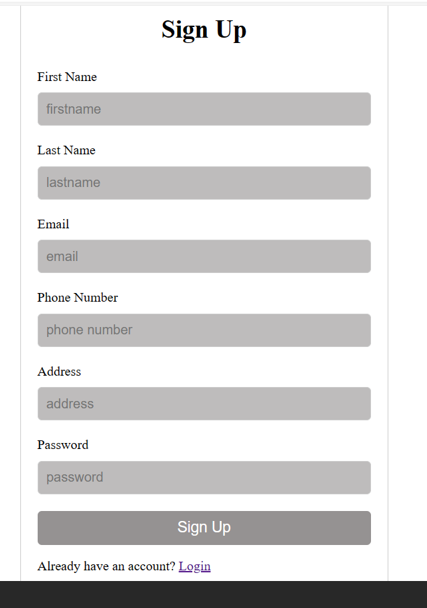 Sign Up
First Name
firstname
Last Name
lastname
Email
email
Phone Number
phone number
Address
address
Password
password
Sign Up
Already have an account? Login